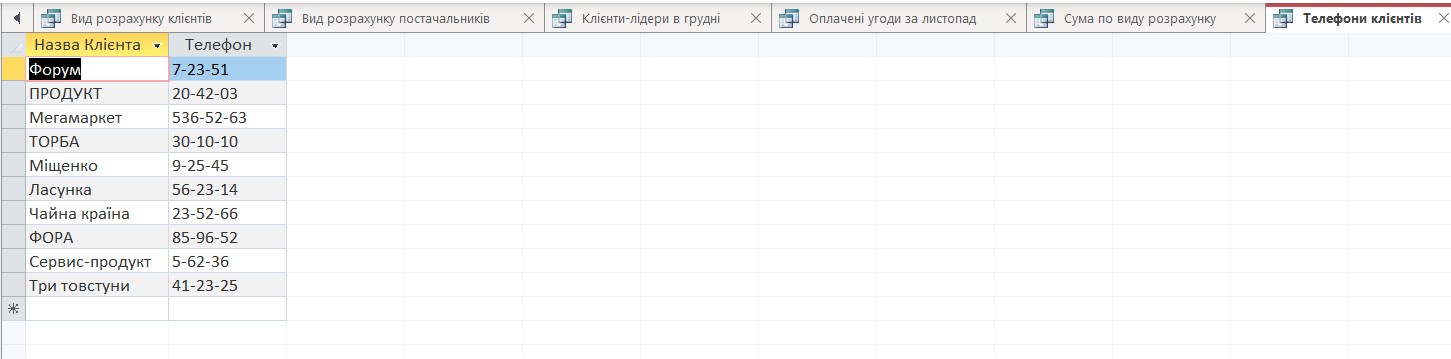 Вид розрахунку клієнтів Вид розрахунку постачальників Клієнти-лідери в грудні Оплачені угоди за листопад Сума по виду розрахунку Телефони клієнтів
Назва Клієнта Телефон
Форум 7-23-51
ПРОДУКТ 20-42-03
Мегамаркет 536-52-63
ТОРБА 30-10-10
Міщенко 9-25-45
Ласунка 56-23-14
Чайна країна 23-52-66
ФОРА 85-96-52
Сервис-продукт 5-62-36
Три товстуни 41-23-25